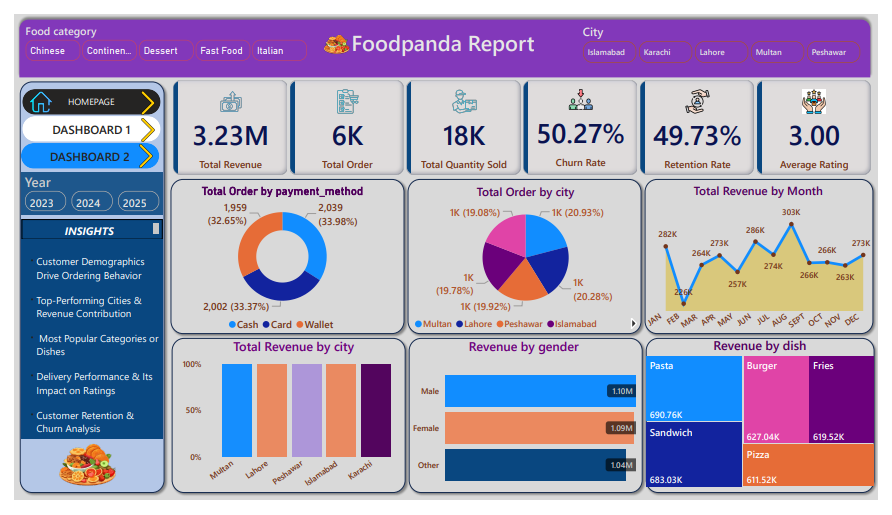 Food category
Chinese
Continen...
Dessert
Fast Food
Italian
Foodpanda Report
City
Islamabad
Karachi
Lahore
Multan
Peshawar
HOMEPAGE
DASHBOARD 1
DASHBOARD 2
Year
2023
2024
2025
INSIGHTS
Customer Demographics
Drive Ordering Behavior
Top-Performing Cities &
Revenue Contribution
Most Popular Categories or
Dishes
Delivery Performance & Its
Impact on Ratings
Customer Retention &
Churn Analysis
3.23M
Total Revenue
6K
Total Order
18K
Total Quantity Sold
50.27%
Churn Rate
49.73%
Retention Rate
3.00
Average Rating
Total Order by payment_method
1,959
(32.65%)
2,039
(33.98%)
2,002 (33.37%)
Cash
Card
Wallet
Total Order by city
1K (19.08%)
1K (20.93%)
1K
(19.78%)
1K
(20.28%)
1K (19.92%)
Multan
Lahore
Peshawar
Islamabad
Total Revenue by Month
282K
226K
264K
273K
257K
286K
274K
303K
266K
266K
263K
273K
JAN
FEB
MAR
APR
MAY
JUN
JUL
AUG
SEPT
OCT
NOV
DEC
Total Revenue by city
100%
50%
0%
Multan
Lahore
Peshawar
Islamabad
Karachi
Revenue by gender
Male
1.10M
Female
1.09M
Other
1.04M
Revenue by dish
Pasta
690.76K
Sandwich
683.03K
Burger
627.04K
Fries
619.52K
Pizza
611.52K